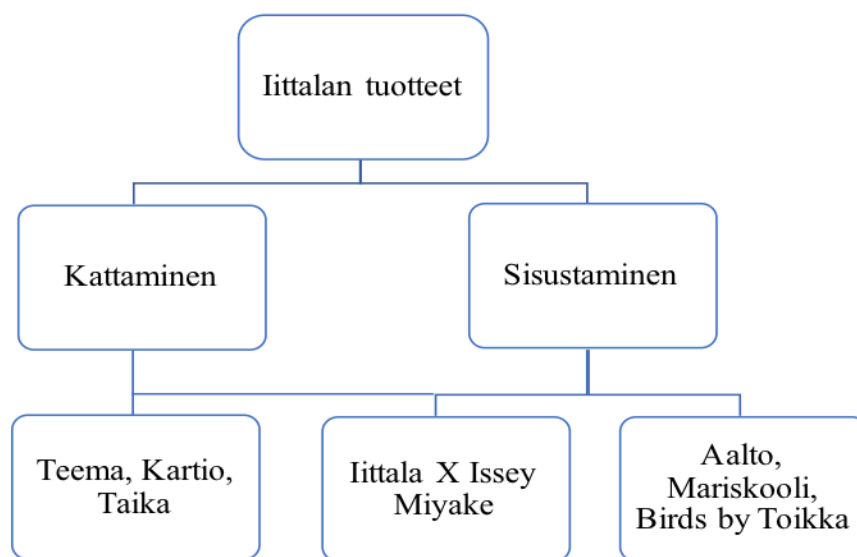 Iittalan tuotteet
Kattaminen
Sisustaminen
Teema, Kartio,
Taika
Iittala X Issey
Miyake
Aalto,
Mariskooli,
Birds by Toikka